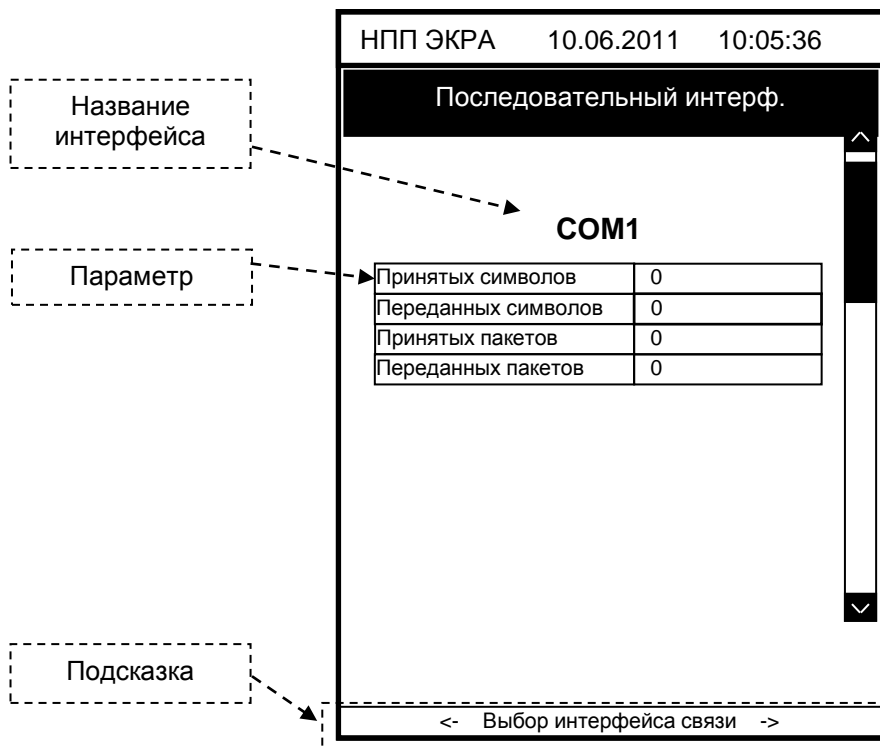 НПП ЭКРА 10.06.2011 10:05:36
Последовательный интерф.
Название
интерфейса
COM1
Параметр
Принятых символов 0
Переданных символов 0
Принятых пакетов 0
Переданных пакетов 0
Подсказка
<- Выбор интерфейса связи ->